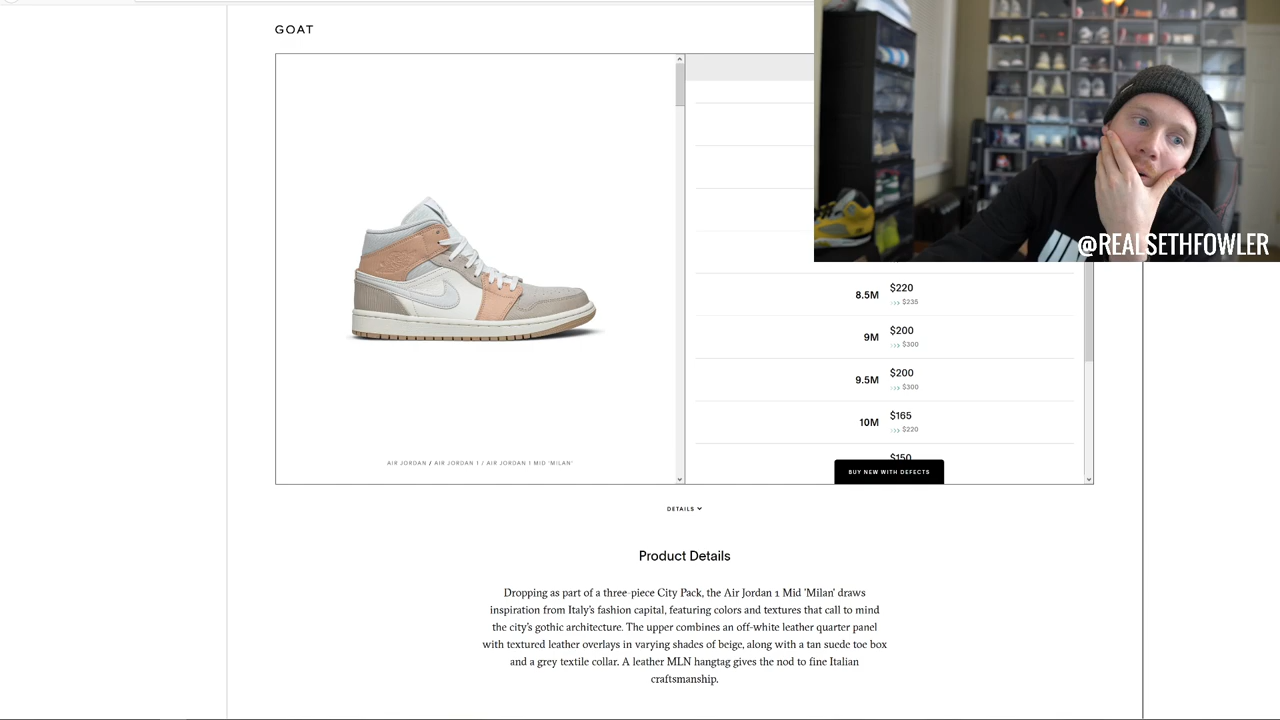 GOAT
@REALSETHFOWLER
8.5M
$220
››› $235
9M
$200
››› $300
9.5M
$200
››› $300
10M
$165
››› $220
$150
BUY NEW WITH DEFECTS
AIR JORDAN / AIR JORDAN 1 / AIR JORDAN 1 MID 'MILAN'
DETAILS
Product Details
Dropping as part of a three-piece City Pack, the Air Jordan 1 Mid 'Milan' draws
inspiration from Italy's fashion capital, featuring colors and textures that call to mind
the city's gothic architecture. The upper combines an off-white leather quarter panel
with textured leather overlays in varying shades of beige, along with a tan suede toe box
and a grey textile collar. A leather MLN hangtag gives the nod to fine Italian
craftsmanship.